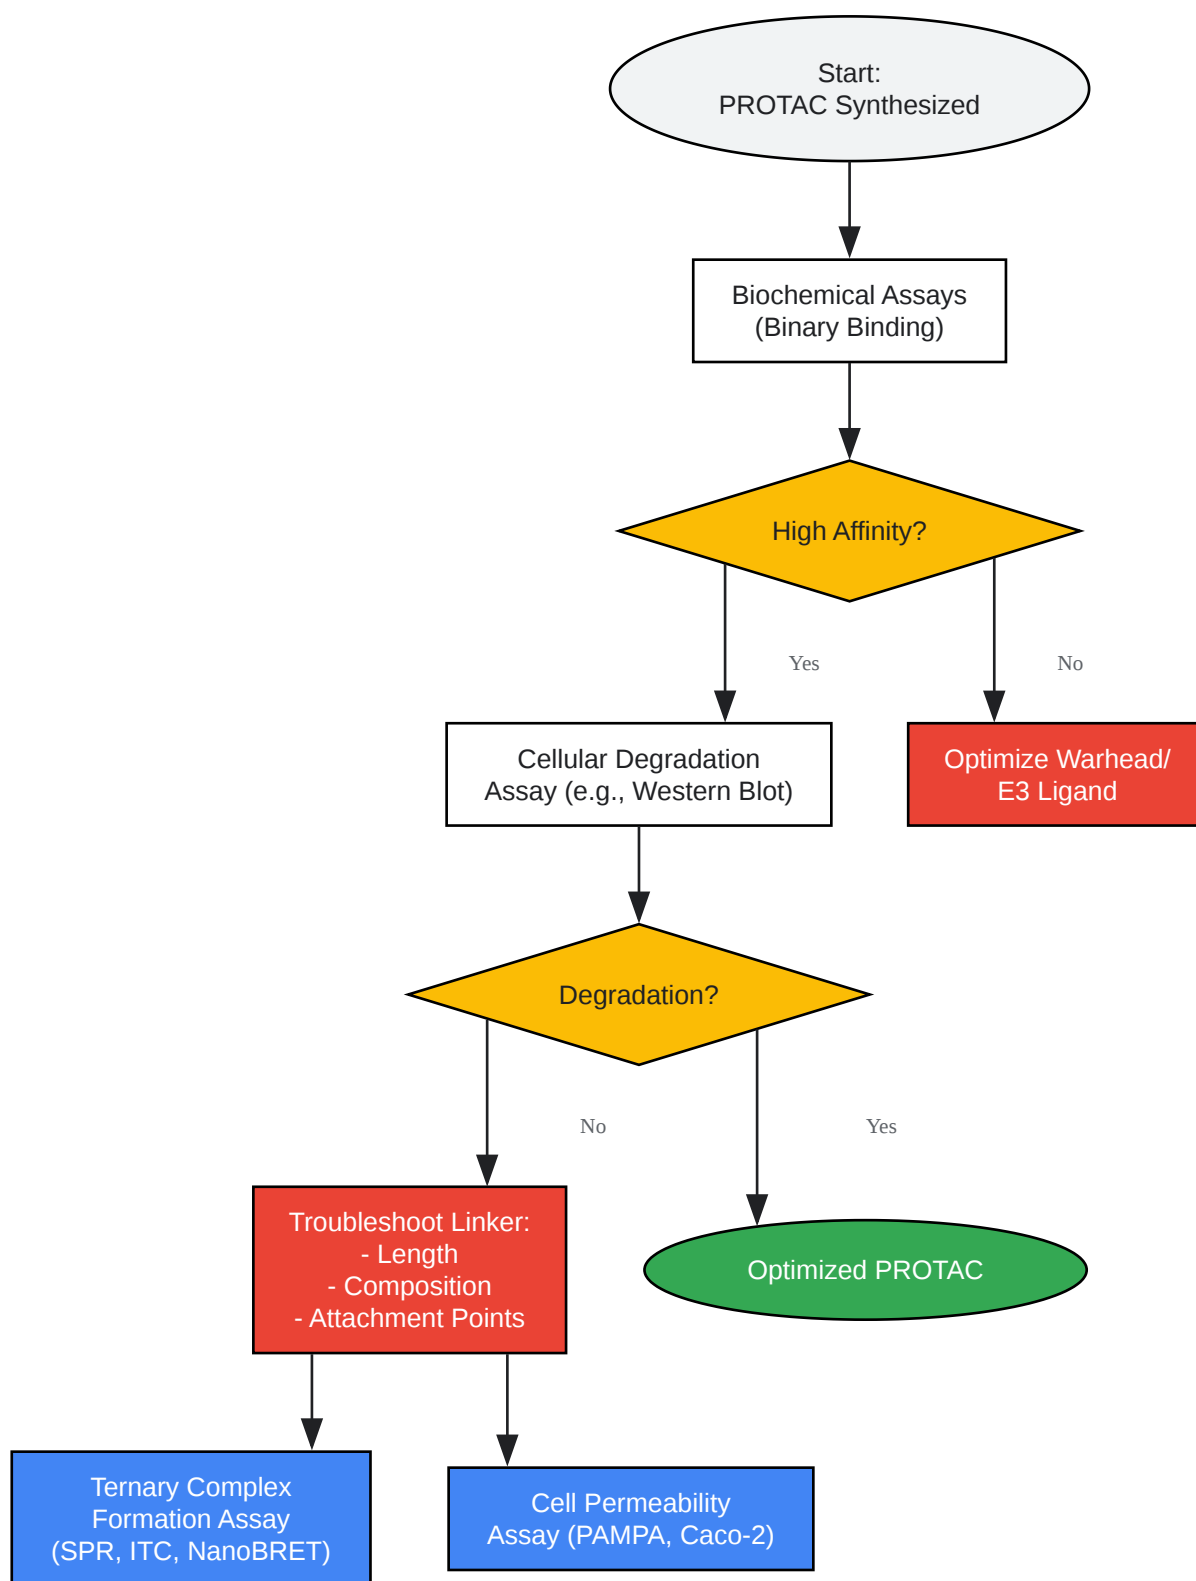 Start:
PROTAC Synthesized
Biochemical Assays
(Binary Binding)
High Affinity?
Yes
No
Cellular Degradation
Assay (e.g., Western Blot)
Optimize Warhead/
E3 Ligand
Degradation?
No
Yes
Troubleshoot Linker:
- Length
- Composition
- Attachment Points
Optimized PROTAC
Ternary Complex
Formation Assay
(SPR, ITC, NanoBRET)
Cell Permeability
Assay (PAMPA, Caco-2)